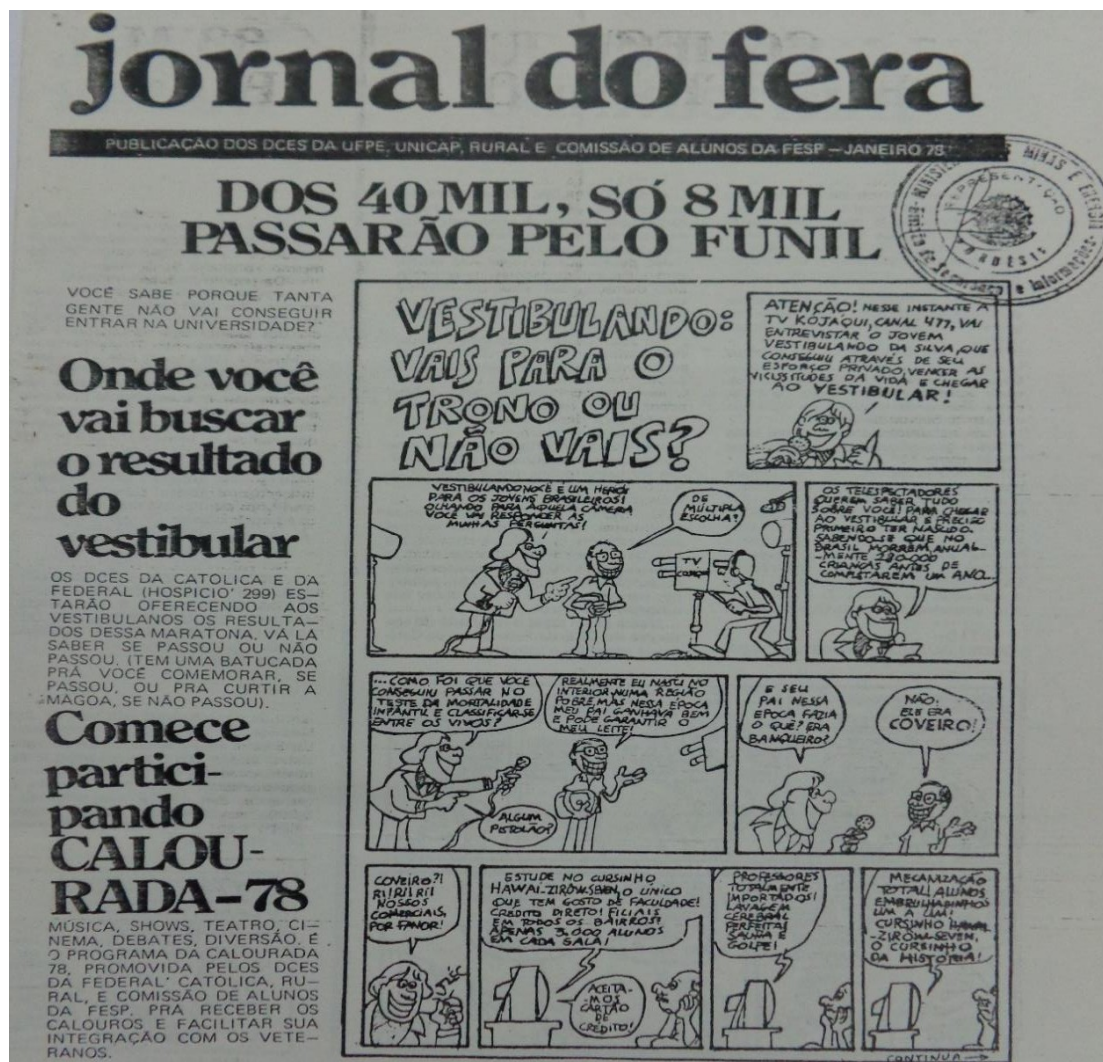 jornal do fera
PUBLICAÇÃO DOS DCES DA UFPE, UNICAP, RURAL E COMISSÃO DE ALUNOS DA FESP – JANEIRO 78
DOS 40 MIL, SÓ 8 MIL
PASSARÃO PELO FUNIL
VOCÊ SABE PORQUE TANTA
GENTE NÃO VAI CONSEGUIR
ENTRAR NA UNIVERSIDADE?
Onde você
vai buscar
o resultado
do
vestibular
OS DCES DA CATOLICA E DA
FEDERAL (HOSPICIO' 299) ES–
TARÃO OFERECENDO AOS
VESTIBULANOS OS RESULTA–
DOS DESSA MARATONA. VÁ LA
SABER SE PASSOU OU NÃO
PASSOU. (TEM UMA BATUCADA
PRÁ VOCÊ COMEMORAR, SE
PASSOU, OU PRA CURTIR A
MAGOA, SE NÃO PASSOU).
Comece
partici-
pando
CALOU-
RADA-78
MÚSICA, SHOWS, TEATRO, CI–
NEMA, DEBATES, DIVERSÃO. É
O PROGRAMA DA CALOURADA
78, PROMOVIDA PELOS DCES
DA FEDERAL' CATOLICA, RU–
RAL, E COMISSÃO DE ALUNOS
DA FESP. PRA RECEBER OS
CALOUROS E FACILITAR SUA
INTEGRAÇÃO COM OS VETE–
RANOS.
VESTIBULANDO:
VAIS PARA O
TRONO OU
NÃO VAIS?
ATENÇÃO! NESSE INSTANTE A
TV KOJAQUI, CANAL 477, VAI
ENTREVISTAR O JOVEM
VESTIBULANDO DA SILVA, QUE
CONSEGUIU ATRAVÉS DE SEU
ESFORÇO PRIVADO, VENCER AS
VICISSITUDES DA VIDA E CHEGAR
AO VESTIBULAR!
VESTIBULANDO, VOCÊ E UM HERÓI
PARA OS JOVENS BRASILEIROS!
OLHANDO PARA AQUELA CÂMERA
VOCÊ VAI RESPONDER ÀS
MINHAS PERGUNTAS!
DE
MÚLTIPLA
ESCOLHA?
TV
OS TELESPECTADORES
QUEREM SABER TUDO
SOBRE VOCÊ! PARA CHEGAR
AO VESTIBULAR É PRECISO
PRIMEIRO TER NASCIDO.
SABENDO-SE QUE NO
BRASIL MORREM, ANUAL-
-MENTE 280.000
CRIANÇAS ANTES DE
COMPLETAREM UM ANO...
...COMO FOI QUE VOCÊ
CONSEGUIU PASSAR NO
TESTE DA MORTALIDADE
INFANTIL E CLASSIFICAR-SE
ENTRE OS VIVOS?
REALMENTE EU NASCI NO
INTERIOR NUMA REGIÃO
POBRE, MAS NESSA ÉPOCA
MEU PAI GANHAVA BEM
E PODE GARANTIR O
MEU LEITE!
ALGUM
PISTOLÃO?
E SEU
PAI NESSA
ÉPOCA FAZIA
O QUÊ? ERA
BANQUEIRO?
NÃO:
ELE ERA
COVEIRO!
COVEIRO?!
RI! RI! RI!
NOSSOS
COMERCIAIS,
POR FAVOR!
ESTUDE NO CURSINHO
HAWAI-ZIROW-SEVEN, O ÚNICO
QUE TEM GOSTO DE FACULDADE!
CREDITO DIRETO! FILIAIS
EM TODOS OS BAIRROS!
APENAS 3.000 ALUNOS
EM CADA SALA!
ACEITA-
-MOS
CARTÃO
DE
CRÉDITO!
PROFESSORES
TOTALMENTE
IMPORTADOS!
LAVAGEM
CEREBRAL
PERFEITA!
GOLPE!
MECANIZAÇÃO
TOTAL! ALUNOS
EMBRULHADINHOS
UM A UM!
CURSINHO HAWAI
-ZIROW-SEVEN,
O CURSINHO
DA HISTÓRIA!
CONTINUA